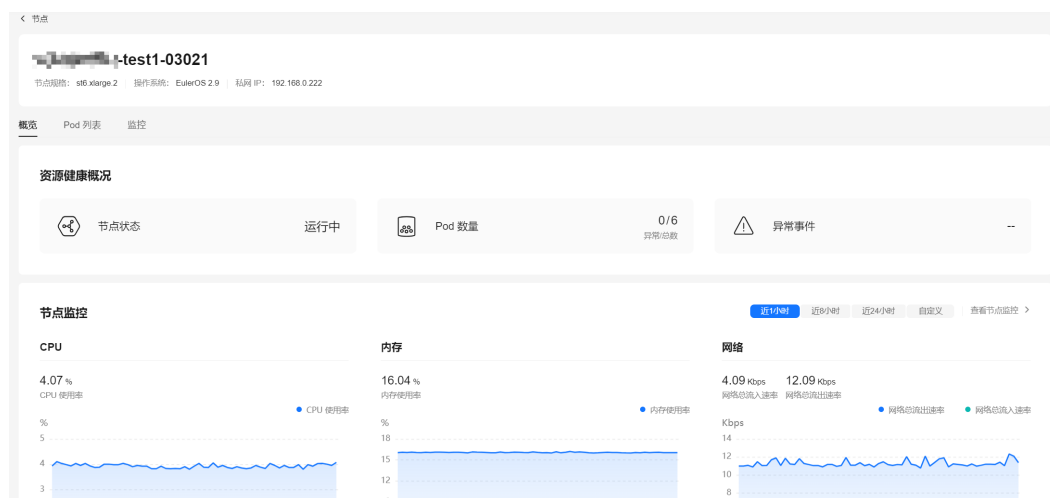 节点
-test1-03021
节点规格: st6.xlarge.2 操作系统: EulerOS 2.9 私网 IP: 192.168.0.222
概览 Pod 列表 监控
资源健康概况
节点状态 运行中 Pod 数量 0/6 异常事件 --
异常/总数
节点监控 近1小时 近8小时 近24小时 自定义 查看节点监控
CPU 内存 网络
4.07 % 16.04 % 4.09 Kbps 12.09 Kbps
CPU 使用率 内存使用率 网络总流入速率 网络总流出速率
CPU 使用率 内存使用率 网络总流出速率 网络总流入速率
% % Kbps
5 18 14
4 15 12
3 12 10
8